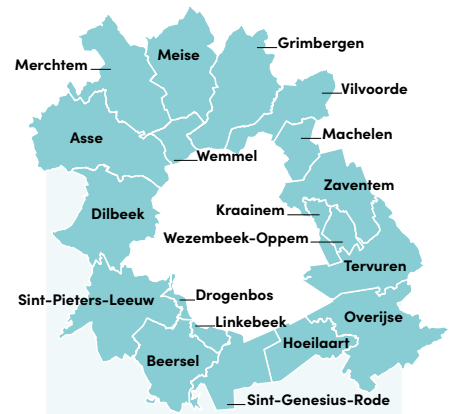 Grimbergen
Meise
Merchtem
Vilvoorde
Machelen
Asse
Wemmel
Zaventem
Kraainem
Dilbeek
Wezembeek-Oppem
Tervuren
Drogenbos
Sint-Pieters-Leeuw
Linkebeek
Overijse
Hoeilaart
Beersel
Sint-Genesius-Rode